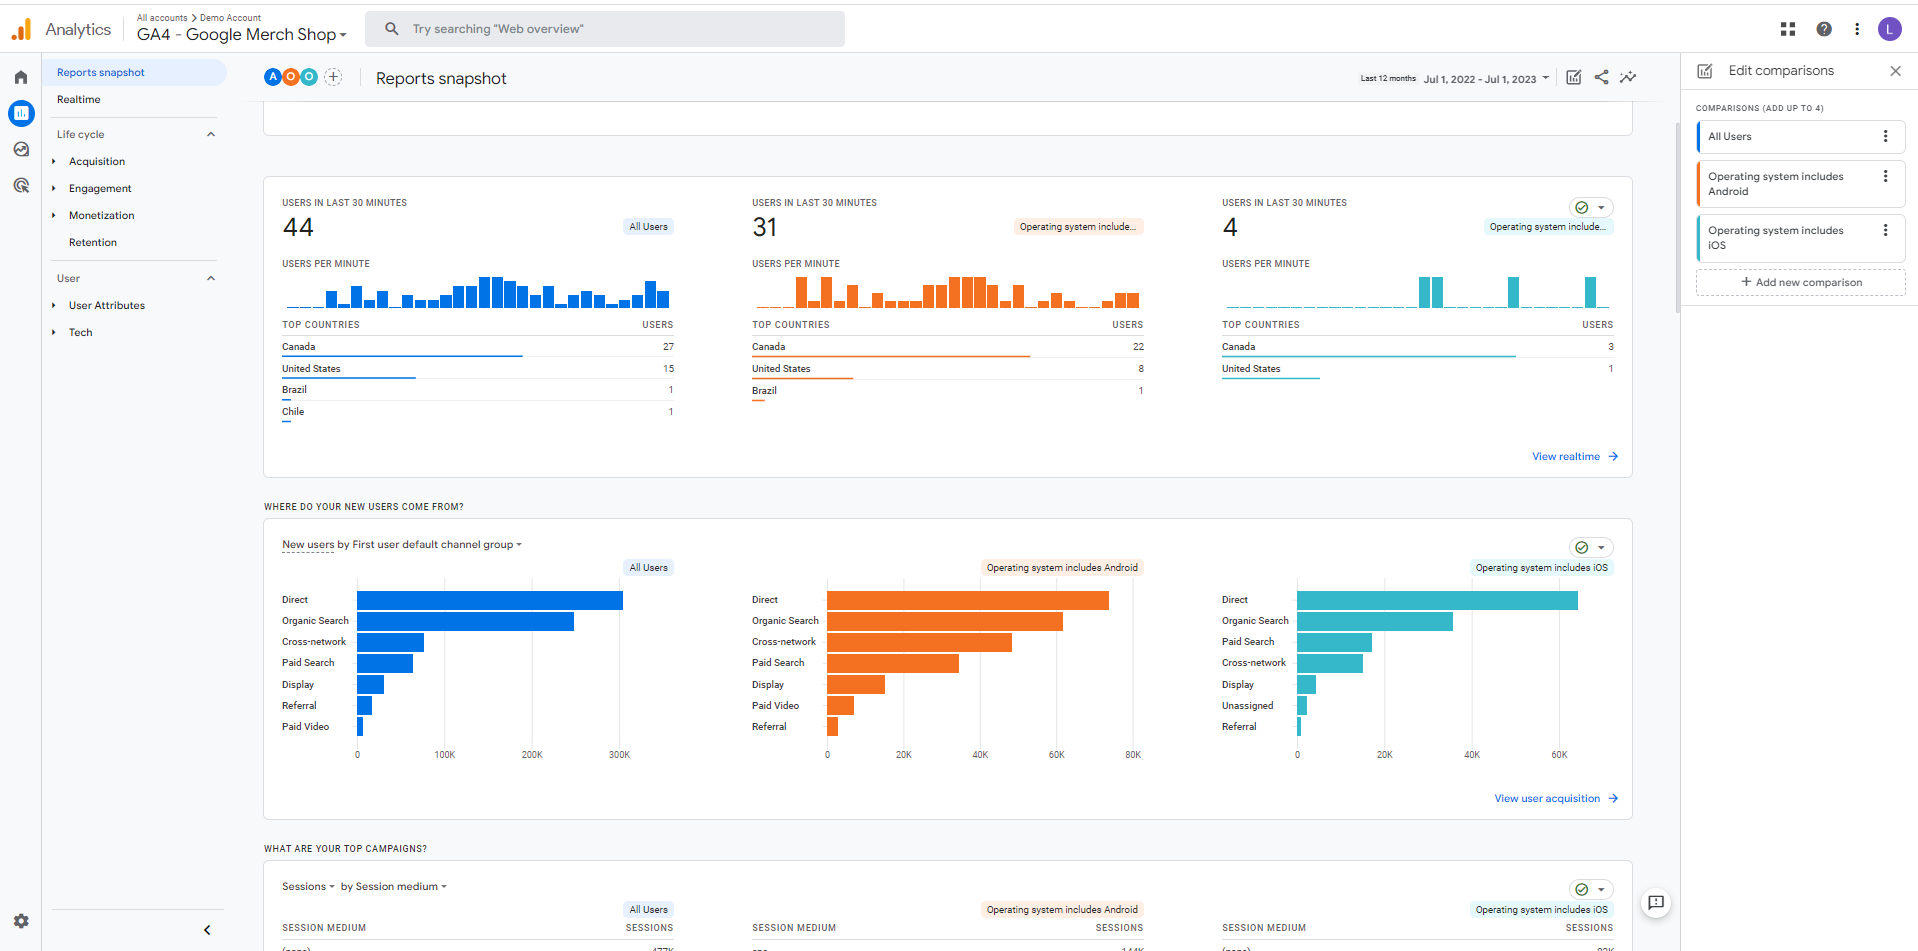 Analytics
All accounts > Demo Account
GA4 - Google Merch Shop
Try searching "Web overview"
L
Reports snapshot
Realtime
Life cycle
Acquisition
Engagement
Monetization
Retention
User
User Attributes
Tech
A O O +
Reports snapshot
Last 12 months Jul 1, 2022 - Jul 1, 2023
USERS IN LAST 30 MINUTES
44
All Users
USERS PER MINUTE
TOP COUNTRIES USERS
Canada 27
United States 15
Brazil 1
Chile 1
USERS IN LAST 30 MINUTES
31
Operating system include...
USERS PER MINUTE
TOP COUNTRIES USERS
Canada 22
United States 8
Brazil 1
USERS IN LAST 30 MINUTES
4
Operating system include...
USERS PER MINUTE
TOP COUNTRIES USERS
Canada 3
United States 1
View realtime
WHERE DO YOUR NEW USERS COME FROM?
New users by First user default channel group
All Users
Direct
Organic Search
Cross-network
Paid Search
Display
Referral
Paid Video
0 100K 200K 300K
Operating system includes Android
Direct
Organic Search
Cross-network
Paid Search
Display
Paid Video
Referral
0 20K 40K 60K 80K
Operating system includes iOS
Direct
Organic Search
Paid Search
Cross-network
Display
Unassigned
Referral
0 20K 40K 60K
View user acquisition
WHAT ARE YOUR TOP CAMPAIGNS?
Sessions by Session medium
All Users
SESSION MEDIUM SESSIONS
Operating system includes Android
SESSION MEDIUM SESSIONS
Operating system includes iOS
SESSION MEDIUM SESSIONS
Edit comparisons
COMPARISONS (ADD UP TO 4)
All Users
Operating system includes
Android
Operating system includes
iOS
+ Add new comparison